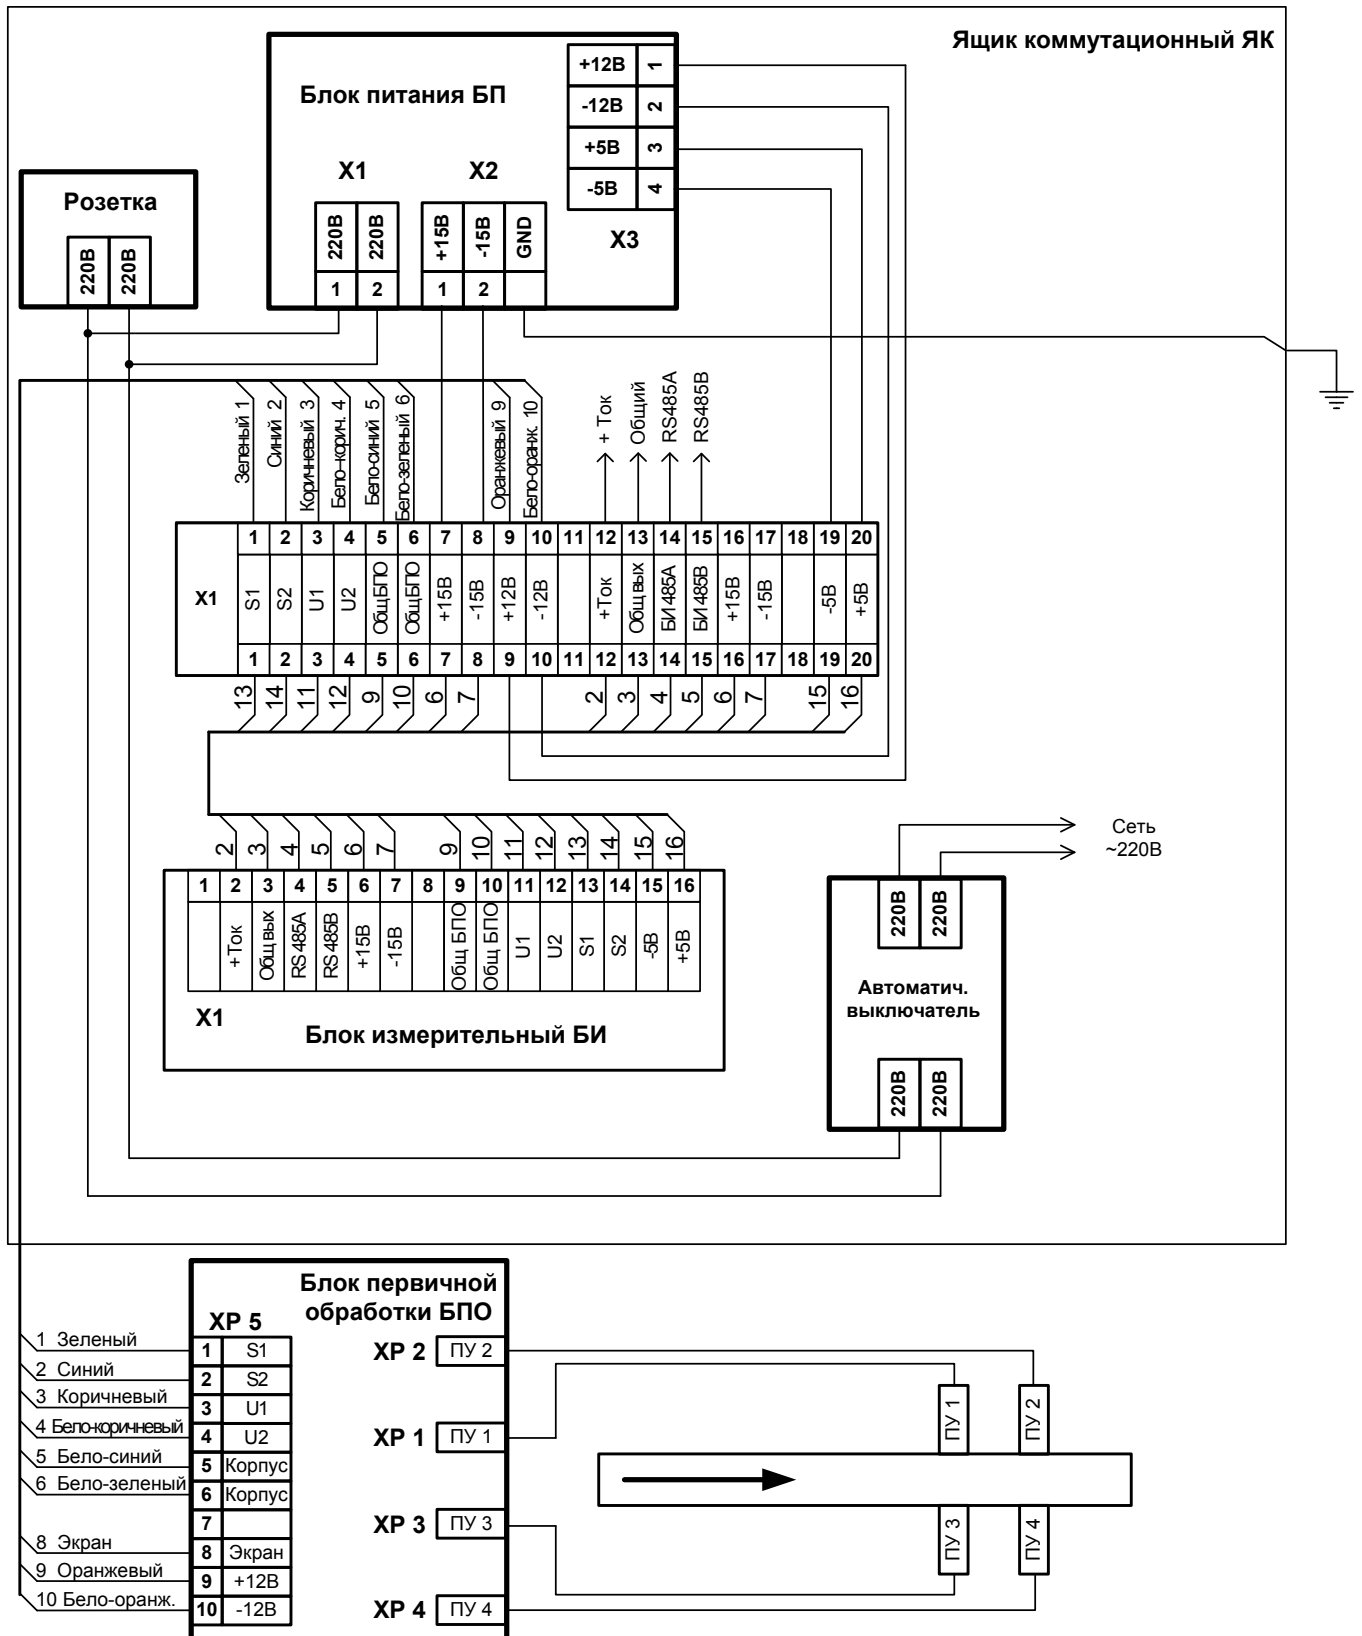 Ящик коммутационный ЯК
Блок питания БП
+12В 1
-12В 2
+5В 3
-5В 4
X3
X1
X2
220В 220В
1 2
+15В -15В GND
1 2
Розетка
220В 220В
Зеленый 1
Синий 2
Коричневый 3
Бело-корич. 4
Бело-синий 5
Бело-зеленый 6
Оранжевый 9
Бело-оранж. 10
+ Ток
Общий
RS485A
RS485B
X1
1 2 3 4 5 6 7 8 9 10 11 12 13 14 15 16 17 18 19 20
S1 S2 U1 U2 ОбщБПО ОбщБПО +15В -15В +12В -12В +Ток Общ вых БИ 485А БИ 485В +15В -15В -5В +5В
1 2 3 4 5 6 7 8 9 10 11 12 13 14 15 16 17 18 19 20
13 14 11 12 9 10 6 7 2 3 4 5 6 7 15 16
2 3 4 5 6 7 9 10 11 12 13 14 15 16
1 2 3 4 5 6 7 8 9 10 11 12 13 14 15 16
+Ток Общ вых RS 485A RS 485B +15В -15В Общ БПО Общ БПО U1 U2 S1 S2 -5В +5В
X1
Блок измерительный БИ
Сеть
~220В
220В 220В
Автоматич.
выключатель
220В 220В
Блок первичной
обработки БПО
XP 5
1 Зеленый
2 Синий
3 Коричневый
4 Бело-коричневый
5 Бело-синий
6 Бело-зеленый
8 Экран
9 Оранжевый
10 Бело-оранж.
1 S1
2 S2
3 U1
4 U2
5 Корпус
6 Корпус
7
8 Экран
9 +12В
10 -12В
XP 2 ПУ 2
XP 1 ПУ 1
XP 3 ПУ 3
XP 4 ПУ 4
ПУ 1
ПУ 2
ПУ 3
ПУ 4